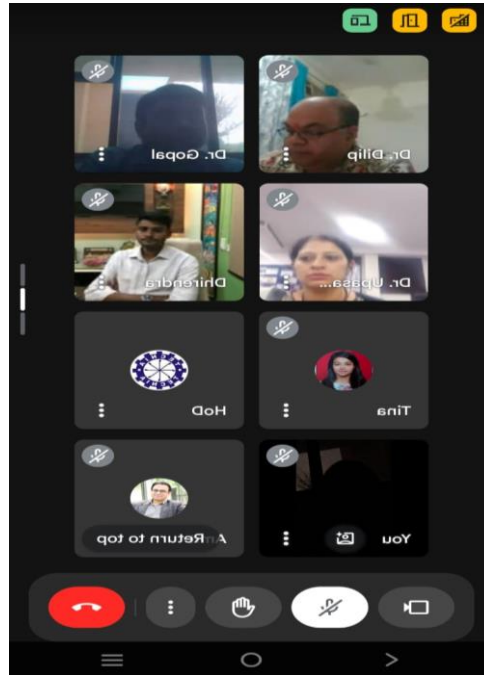 Dr. Gopal
Dr. Dilip
Dhirendra
Dr. Upasa...
HoD
Tina
Return to top
You